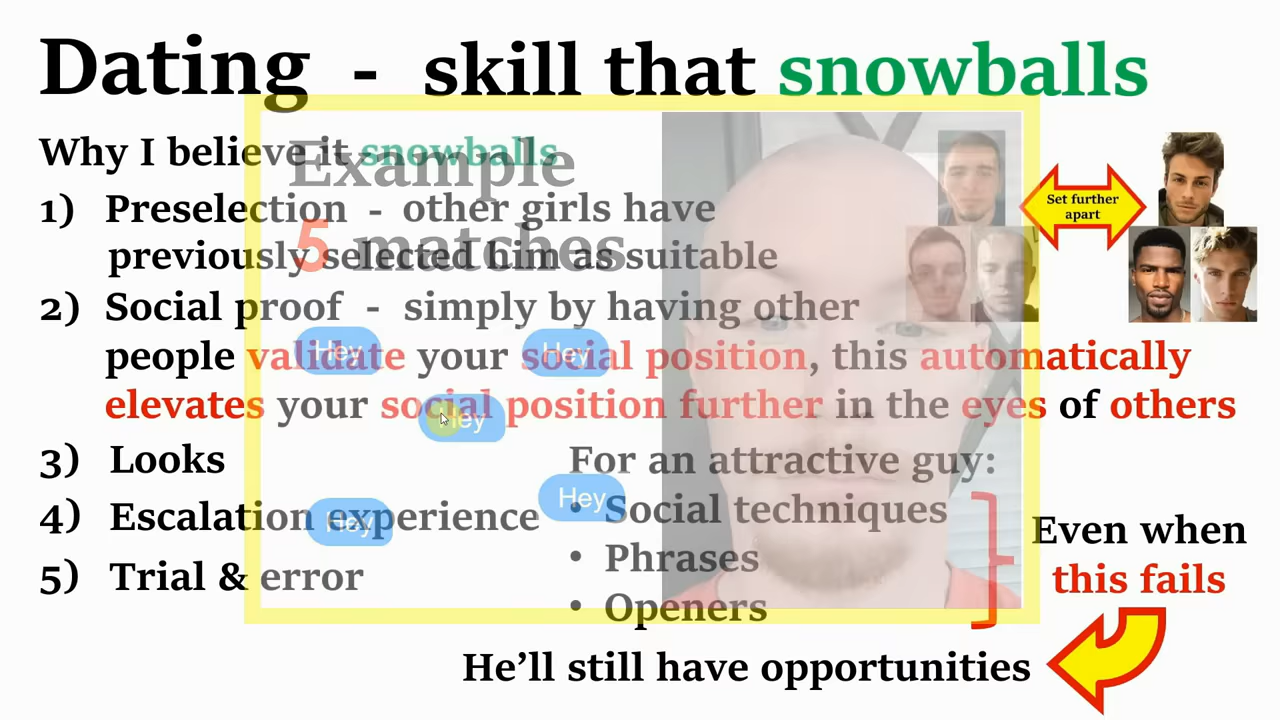 Dating - skill that snowballs
Why I believe it snowballs
1) Preselection - other girls have
previously selected him as suitable
2) Social proof - simply by having other
people validate your social position, this automatically
elevates your social position further in the eyes of others
3) Looks
4) Escalation experience
5) Trial & error
For an attractive guy:
• Social techniques
• Phrases
• Openers
Even when
this fails
He’ll still have opportunities
Set further
apart
Example
5 matches
Hey
Hey
Hey
Hey
Hey